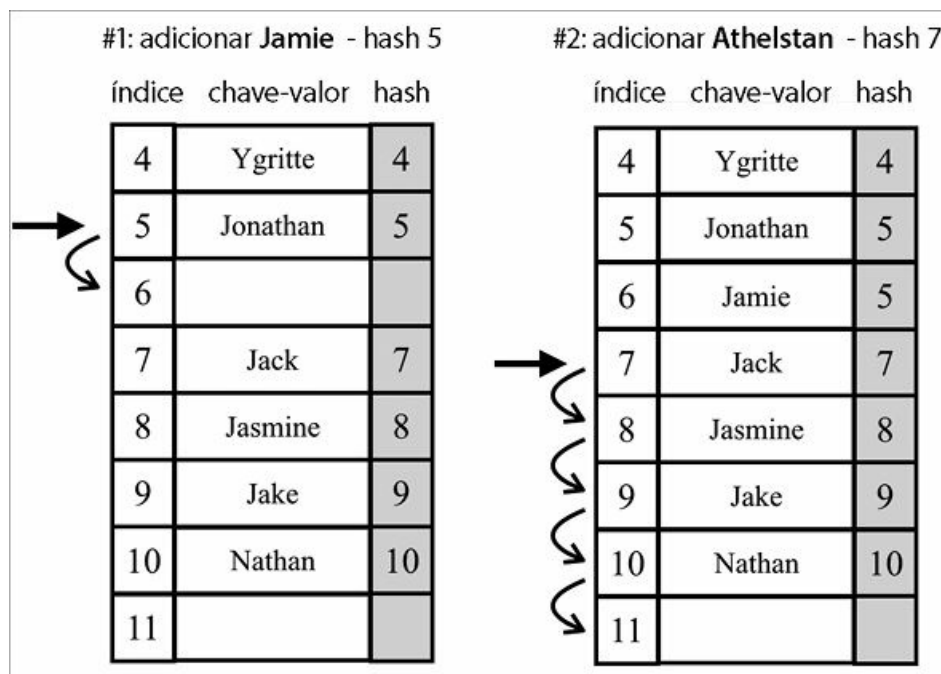 #1: adicionar Jamie - hash 5
índice chave-valor hash
4 Ygritte 4
5 Jonathan 5
6
7 Jack 7
8 Jasmine 8
9 Jake 9
10 Nathan 10
11
#2: adicionar Athelstan - hash 7
índice chave-valor hash
4 Ygritte 4
5 Jonathan 5
6 Jamie 5
7 Jack 7
8 Jasmine 8
9 Jake 9
10 Nathan 10
11